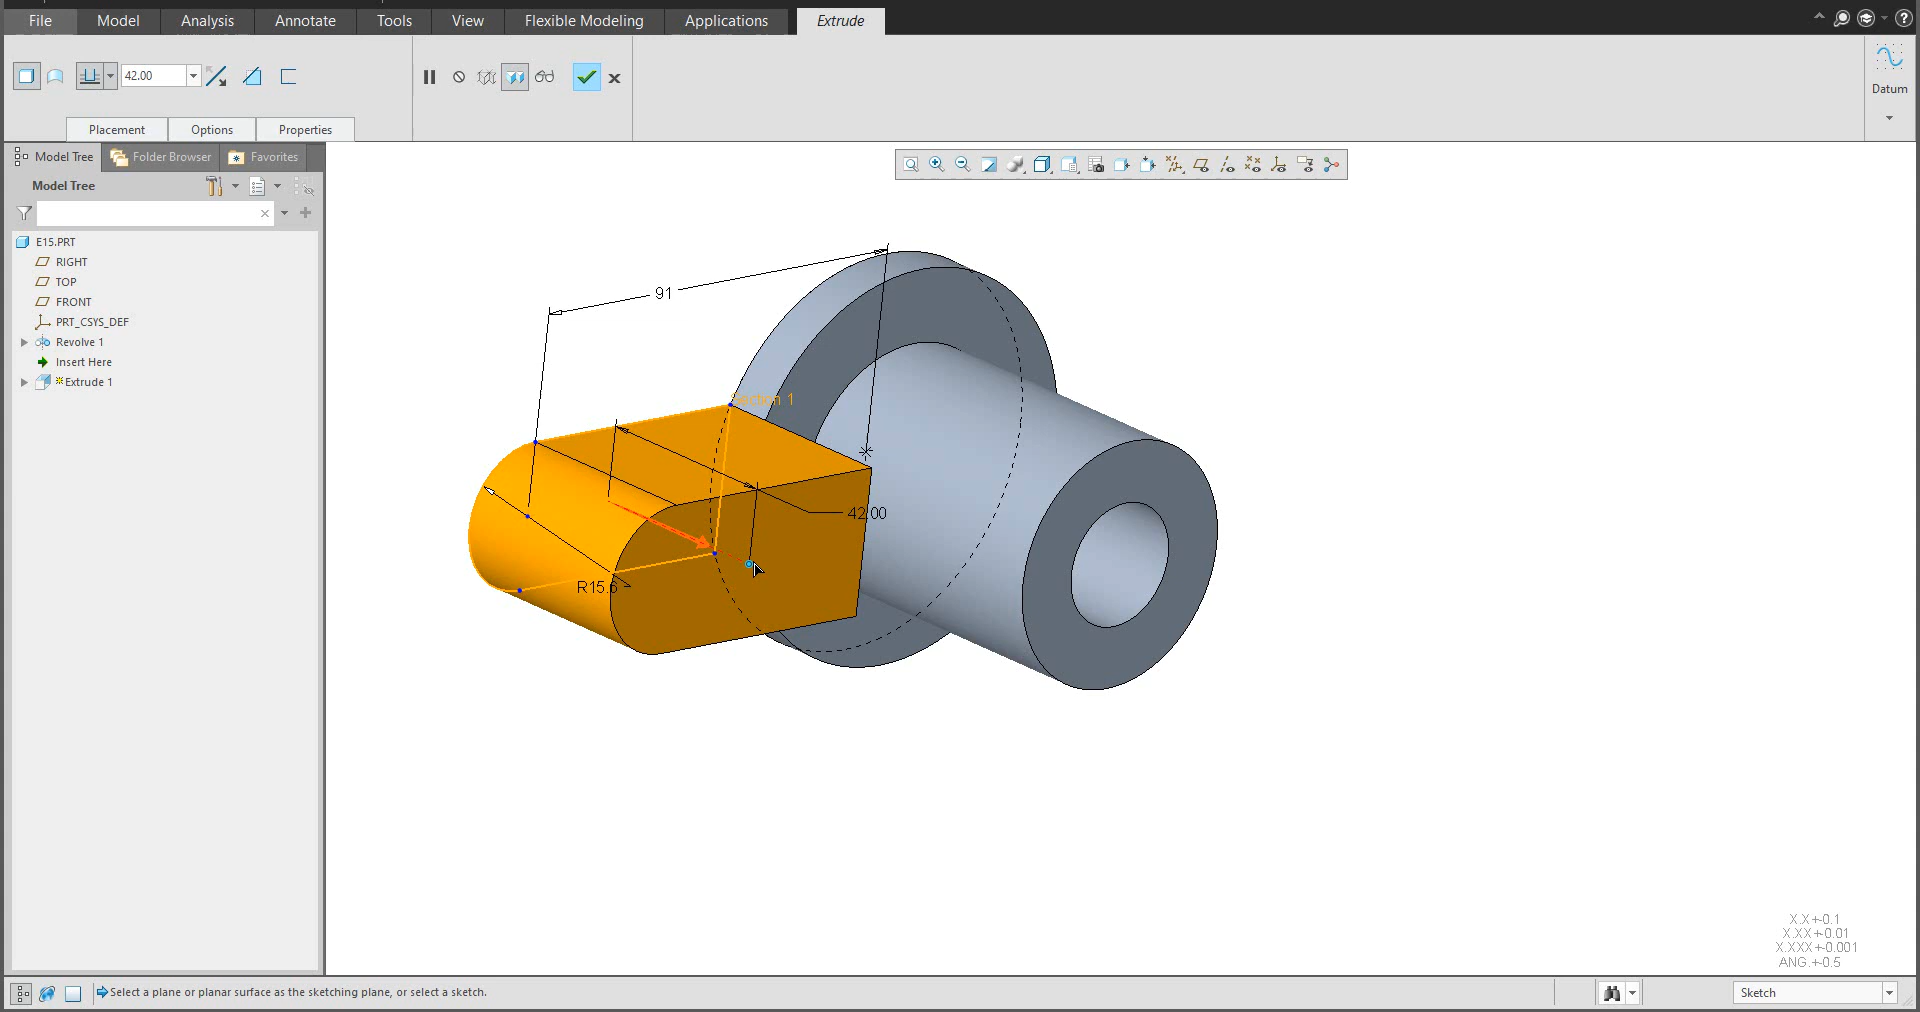 File Model Analysis Annotate Tools View Flexible Modeling Applications Extrude
42.00
Datum
Placement Options Properties
Model Tree Folder Browser Favorites
Model Tree
E15.PRT
RIGHT
TOP
FRONT
PRT_CSYS_DEF
Revolve 1
Insert Here
Extrude 1
91
Section 1
42.00
R15.6
X.X+-0.1
X.XX+-0.01
X.XXX+-0.001
ANG.+-0.5
Select a plane or planar surface as the sketching plane, or select a sketch.
Sketch